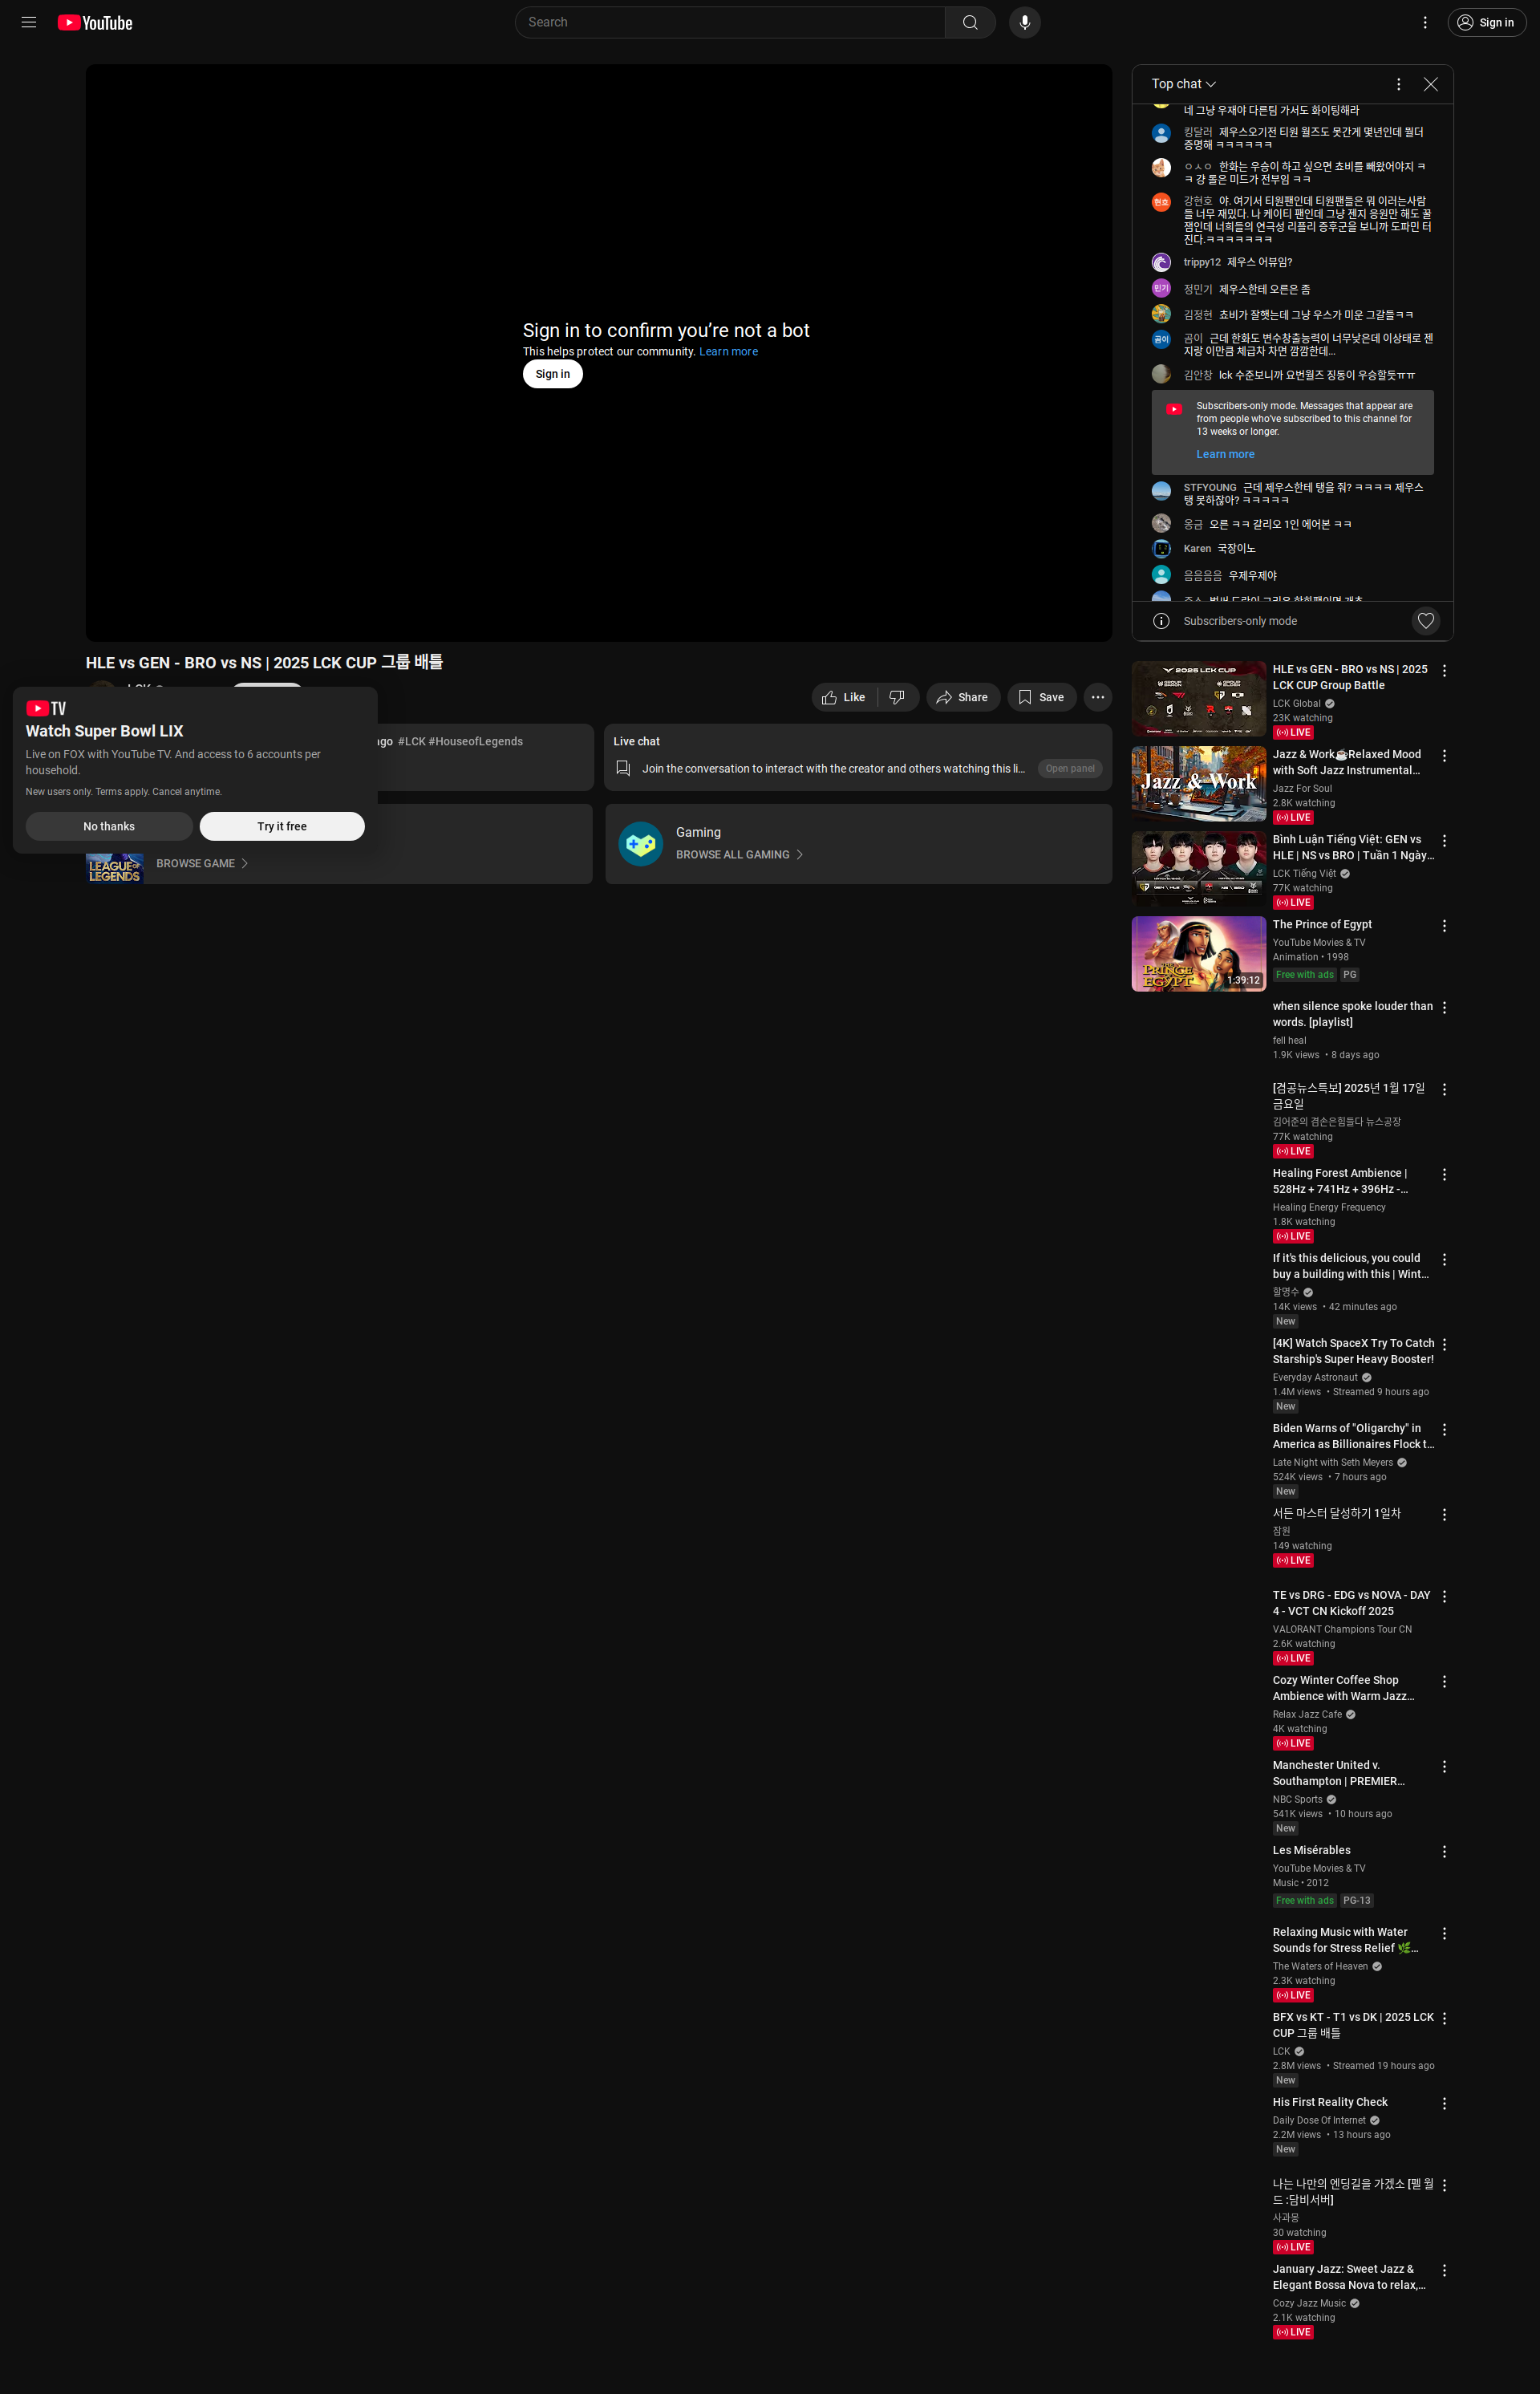 YouTube
Search
Sign in
Sign in to confirm you’re not a bot
This helps protect our community. Learn more
Sign in
Top chat
네 그냥 우재야 다른팀 가서도 화이팅해라
킹달러 제우스오기전 티원 월즈도 못간게 몇년인데 뭘더
증명해 ㅋㅋㅋㅋㅋㅋ
ㅇㅅㅇ 한화는 우승이 하고 싶으면 쵸비를 빼왔어야지 ㅋ
ㅋ 걍 롤은 미드가 전부임 ㅋㅋ
현호
강현호 야. 여기서 티원팬인데 티원팬들은 뭐 이러는사람
들 너무 재밌다. 나 케이티 팬인데 그냥 젠지 응원만 해도 꿀
잼인데 너희들의 연극성 리플리 증후군을 보니까 도파민 터
진다.ㅋㅋㅋㅋㅋㅋㅋ
trippy12 제우스 어뷰임?
민기
정민기 제우스한테 오른은 좀
김정현 쵸비가 잘햇는데 그냥 우스가 미운 그갈들ㅋㅋ
곰이
곰이 근데 한화도 변수창출능력이 너무낮은데 이상태로 젠
지랑 이만큼 체급차 차면 깜깜한데...
김안창 lck 수준보니까 요번월즈 징동이 우승할듯ㅠㅠ
Subscribers-only mode. Messages that appear are
from people who’ve subscribed to this channel for
13 weeks or longer.
Learn more
STFYOUNG 근데 제우스한테 탱을 줘? ㅋㅋㅋㅋ 제우스
탱 못하잖아? ㅋㅋㅋㅋㅋ
옹금 오른 ㅋㅋ 갈리오 1인 에어본 ㅋㅋ
Karen 국장이노
음음음음 우제우제야
Subscribers-only mode
HLE vs GEN - BRO vs NS | 2025 LCK CUP 그룹 배틀
Like
Share
Save
TV
Watch Super Bowl LIX
Live on FOX with YouTube TV. And access to 6 accounts per
household.
New users only. Terms apply. Cancel anytime.
No thanks
Try it free
ago #LCK #HouseofLegends
Live chat
Join the conversation to interact with the creator and others watching this li...
Open panel
LEAGUE OF
LEGENDS
BROWSE GAME
Gaming
BROWSE ALL GAMING
2025 LCK CUP
HLE vs GEN - BRO vs NS | 2025
LCK CUP Group Battle
LCK Global
23K watching
LIVE
Jazz & Work
Jazz & Work☕Relaxed Mood
with Soft Jazz Instrumental...
Jazz For Soul
2.8K watching
LIVE
Bình Luận Tiếng Việt: GEN vs
HLE | NS vs BRO | Tuần 1 Ngày...
LCK Tiếng Việt
77K watching
LIVE
THE
PRINCE OF
EGYPT
1:39:12
The Prince of Egypt
YouTube Movies & TV
Animation • 1998
Free with ads PG
when silence spoke louder than
words. [playlist]
fell heal
1.9K views • 8 days ago
[겸공뉴스특보] 2025년 1월 17일
금요일
김어준의 겸손은힘들다 뉴스공장
77K watching
LIVE
Healing Forest Ambience |
528Hz + 741Hz + 396Hz -...
Healing Energy Frequency
1.8K watching
LIVE
If it's this delicious, you could
buy a building with this | Wint...
할명수
14K views • 42 minutes ago
New
[4K] Watch SpaceX Try To Catch
Starship's Super Heavy Booster!
Everyday Astronaut
1.4M views • Streamed 9 hours ago
New
Biden Warns of "Oligarchy" in
America as Billionaires Flock t...
Late Night with Seth Meyers
524K views • 7 hours ago
New
서든 마스터 달성하기 1일차
잠원
149 watching
LIVE
TE vs DRG - EDG vs NOVA - DAY
4 - VCT CN Kickoff 2025
VALORANT Champions Tour CN
2.6K watching
LIVE
Cozy Winter Coffee Shop
Ambience with Warm Jazz...
Relax Jazz Cafe
4K watching
LIVE
Manchester United v.
Southampton | PREMIER...
NBC Sports
541K views • 10 hours ago
New
Les Misérables
YouTube Movies & TV
Music • 2012
Free with ads PG-13
Relaxing Music with Water
Sounds for Stress Relief 🌿...
The Waters of Heaven
2.3K watching
LIVE
BFX vs KT - T1 vs DK | 2025 LCK
CUP 그룹 배틀
LCK
2.8M views • Streamed 19 hours ago
New
His First Reality Check
Daily Dose Of Internet
2.2M views • 13 hours ago
New
나는 나만의 엔딩길을 가겠소 [펠 월
드 :담비서버]
사과몽
30 watching
LIVE
January Jazz: Sweet Jazz &
Elegant Bossa Nova to relax,...
Cozy Jazz Music
2.1K watching
LIVE